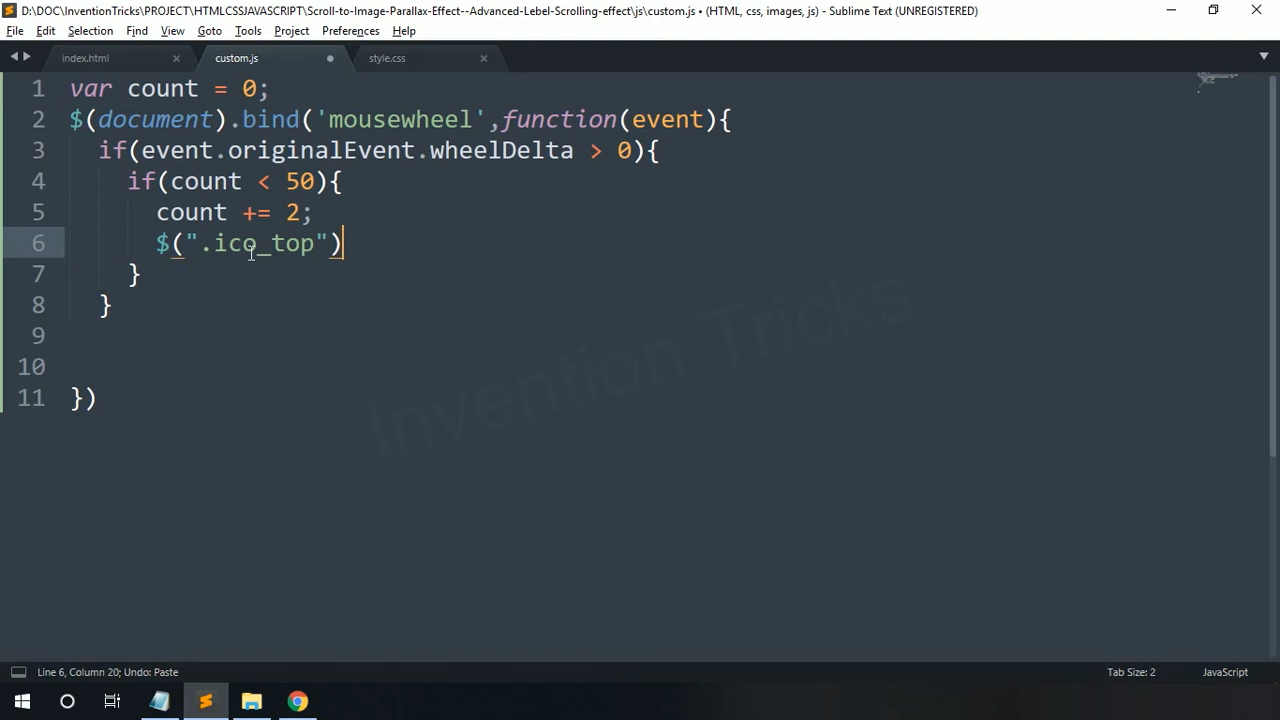 D:\DOC\InventionTricks\PROJECT\HTMLCSSJAVASCRIPT\Scroll-to-Image-Parallax-Effect--Advanced-Lebel-Scrolling-effect\js\custom.js • (HTML, css, images, js) - Sublime Text (UNREGISTERED)
File Edit Selection Find View Goto Tools Project Preferences Help
index.html custom.js style.css
1 var count = 0;
2 $(document).bind('mousewheel',function(event){
3 if(event.originalEvent.wheelDelta > 0){
4 if(count < 50){
5 count += 2;
6 $(".ico_top")
7 }
8 }
9
10
11 })
Invention Tricks
Line 6, Column 20; Undo: Paste Tab Size: 2 JavaScript